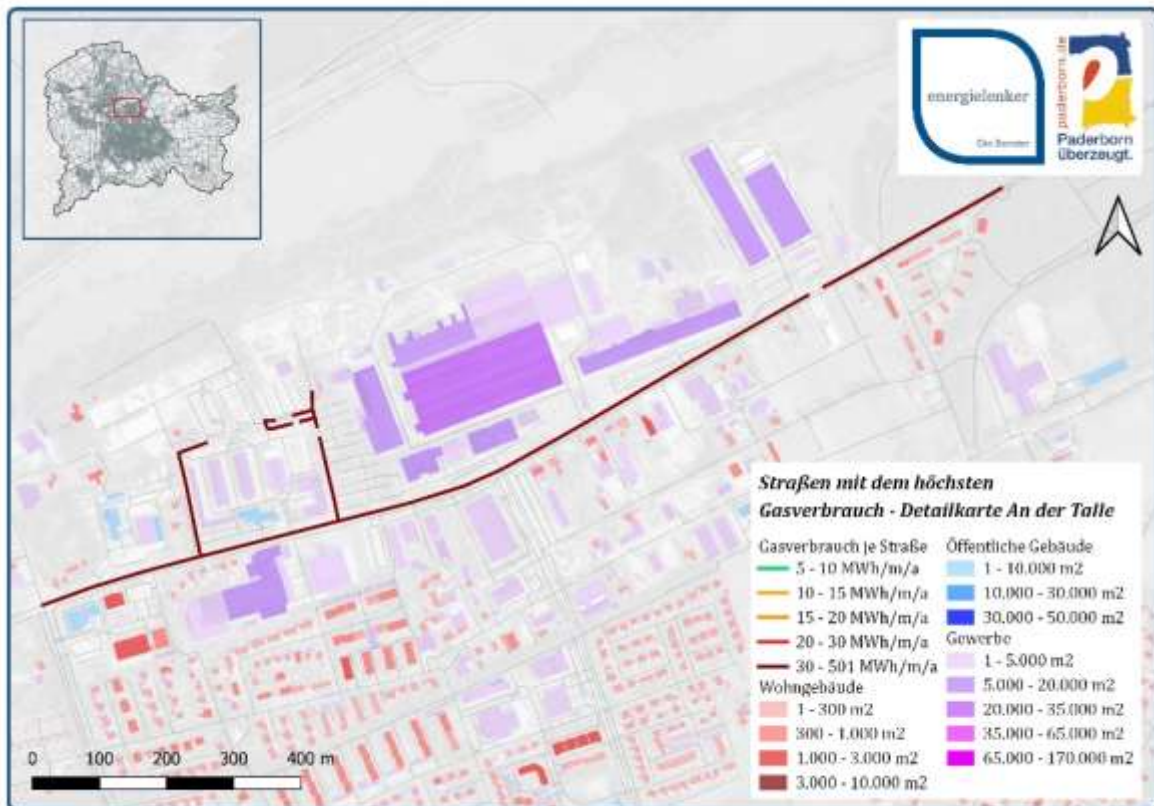 energielenker
Die Berater
paderborn.de
Paderborn
überzeugt.
Straßen mit dem höchsten
Gasverbrauch - Detailkarte An der Talle
Gasverbrauch je Straße
5 - 10 MWh/m/a
10 - 15 MWh/m/a
15 - 20 MWh/m/a
20 - 30 MWh/m/a
30 - 501 MWh/m/a
Wohngebäude
1 - 300 m2
300 - 1.000 m2
1.000 - 3.000 m2
3.000 - 10.000 m2
Öffentliche Gebäude
1 - 10.000 m2
10.000 - 30.000 m2
30.000 - 50.000 m2
Gewerbe
1 - 5.000 m2
5.000 - 20.000 m2
20.000 - 35.000 m2
35.000 - 65.000 m2
65.000 - 170.000 m2
0 100 200 300 400 m